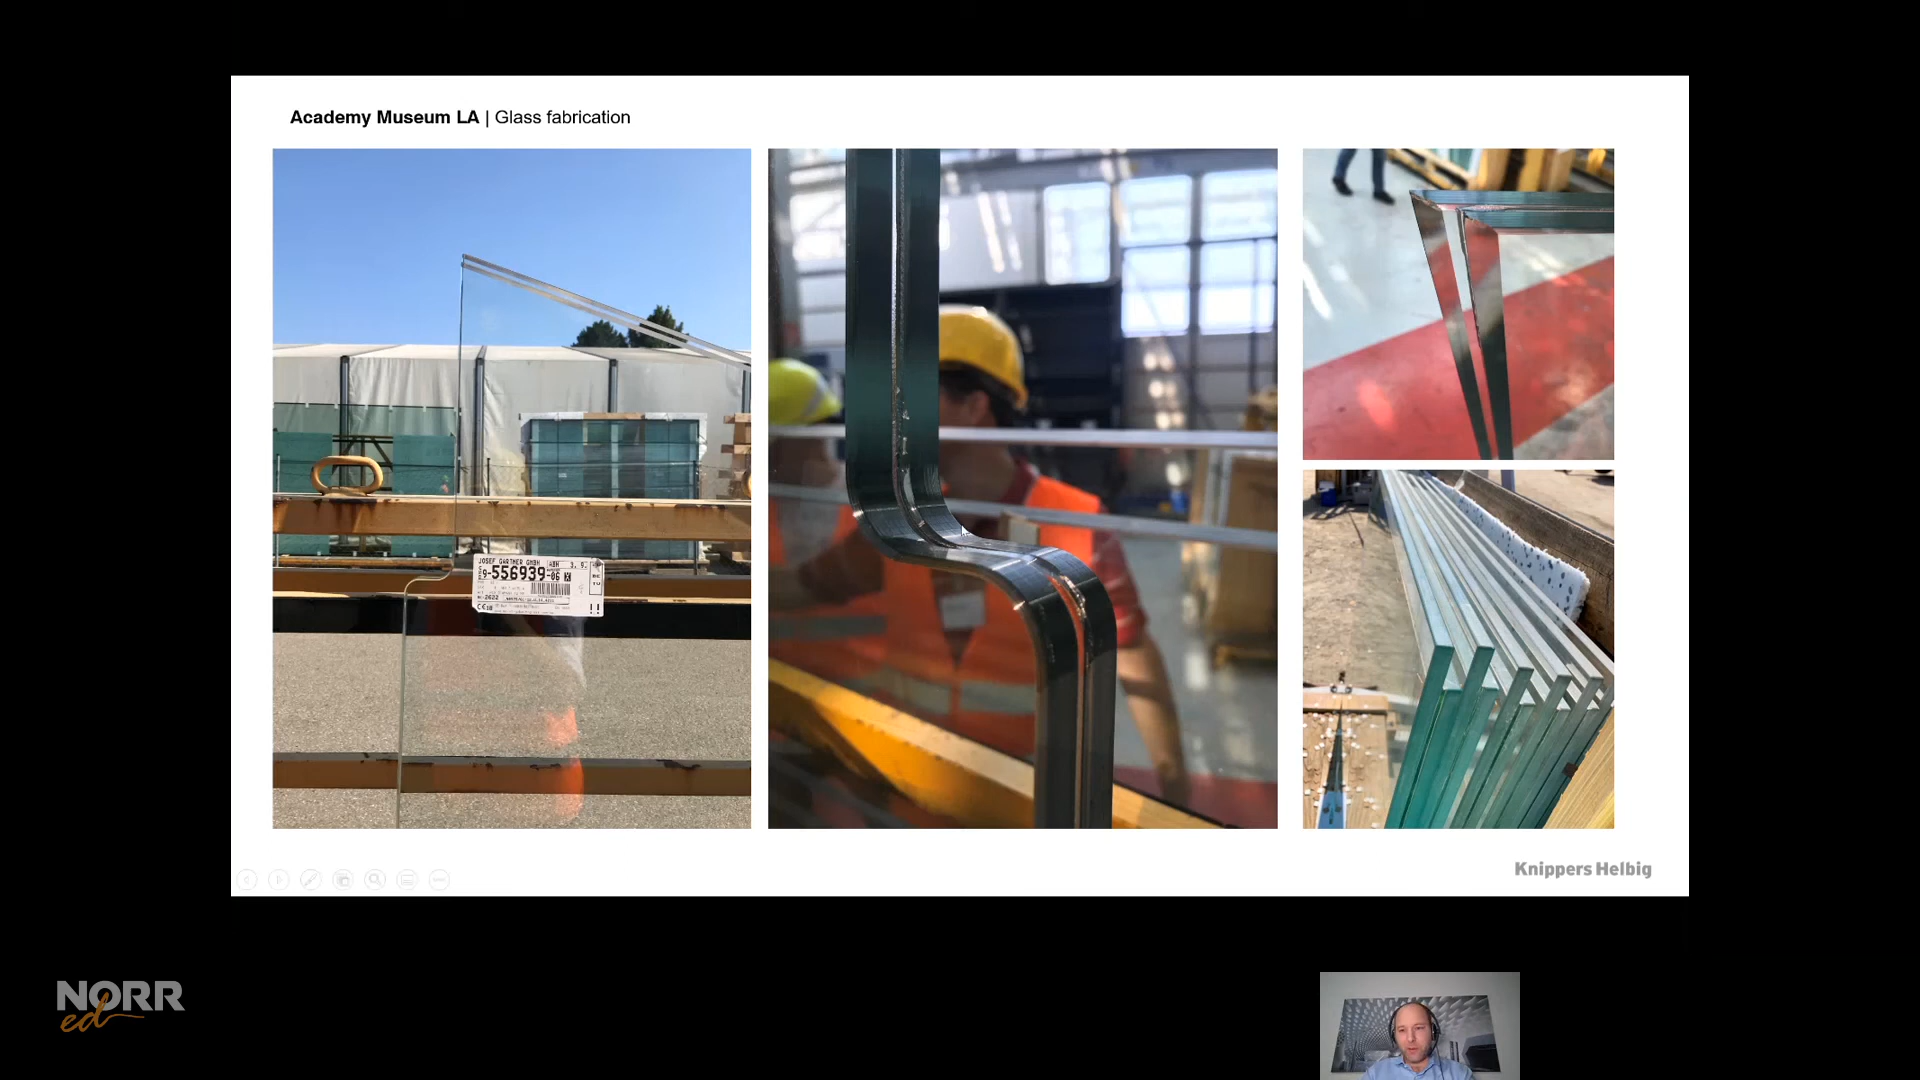 Academy Museum LA | Glass fabrication
JOSEF GARTNER GMBH
9-556939-06
Knippers Helbig
NORR
ed